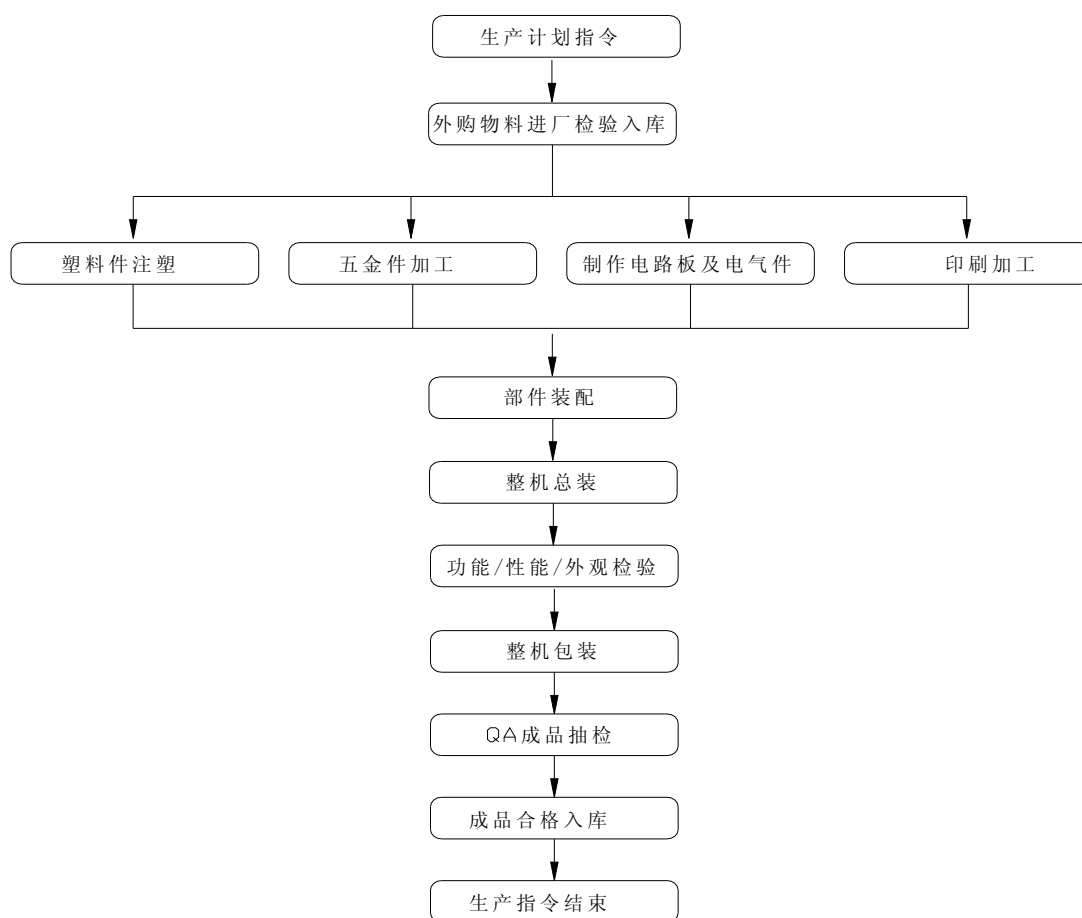 生产计划指令
外购物料进厂检验入库
塑料件注塑
五金件加工
制作电路板及电气件
印刷加工
部件装配
整机总装
功能/性能/外观检验
整机包装
QA成品抽检
成品合格入库
生产指令结束